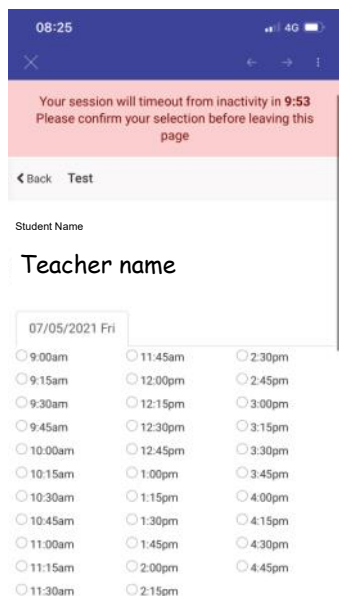 08:25 4G
Your session will timeout from inactivity in 9:53
Please confirm your selection before leaving this
page
Back Test
Student Name
Teacher name
07/05/2021 Fri
9:00am 11:45am 2:30pm
9:15am 12:00pm 2:45pm
9:30am 12:15pm 3:00pm
9:45am 12:30pm 3:15pm
10:00am 12:45pm 3:30pm
10:15am 1:00pm 3:45pm
10:30am 1:15pm 4:00pm
10:45am 1:30pm 4:15pm
11:00am 1:45pm 4:30pm
11:15am 2:00pm 4:45pm
11:30am 2:15pm